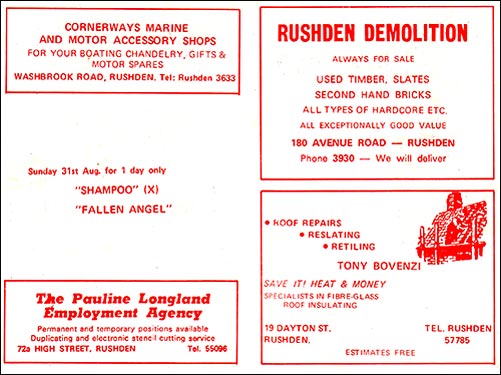 CORNERWAYS MARINE
AND MOTOR ACCESSORY SHOPS
FOR YOUR BOATING CHANDELRY, GIFTS &
MOTOR SPARES
WASHBROOK ROAD, RUSHDEN. Tel: Rushden 3633
Sunday 31st Aug. for 1 day only
"SHAMPOO" (X)
"FALLEN ANGEL"
The Pauline Longland
Employment Agency
Permanent and temporary positions available
Duplicating and electronic stencil cutting service
72a HIGH STREET, RUSHDEN Tel. 55096
RUSHDEN DEMOLITION
ALWAYS FOR SALE
USED TIMBER, SLATES
SECOND HAND BRICKS
ALL TYPES OF HARDCORE ETC.
ALL EXCEPTIONALLY GOOD VALUE
180 AVENUE ROAD — RUSHDEN
Phone 3930 — We will deliver
• ROOF REPAIRS
• RESLATING
• RETILING
TONY BOVENZI
SAVE IT! HEAT & MONEY
SPECIALISTS IN FIBRE-GLASS
ROOF INSULATING
19 DAYTON ST. TEL. RUSHDEN
RUSHDEN. 57785
ESTIMATES FREE